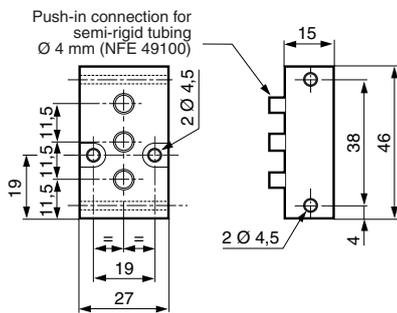 Push-in connection for
semi-rigid tubing
Ø 4 mm (NFE 49100)
15
2 Ø 4,5
11,5
11,5
11,5
19
38
46
4
2 Ø 4,5
=
=
19
27